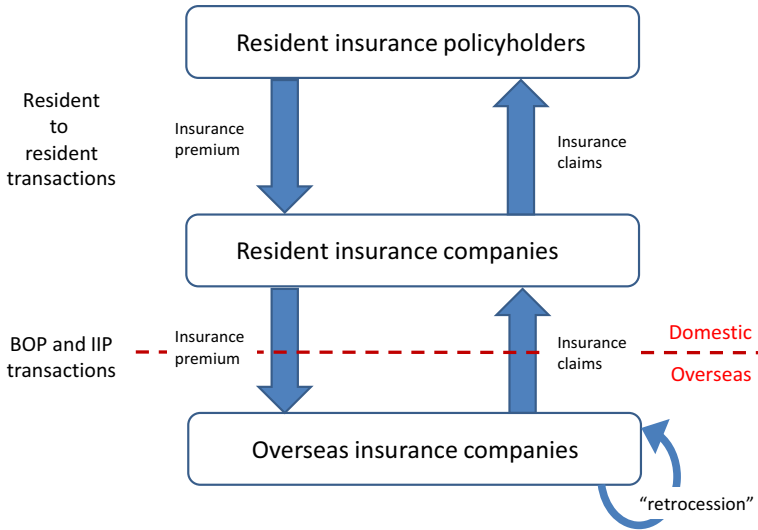 Resident insurance policyholders
Resident
to
resident
transactions
Insurance
premium
Insurance
claims
Resident insurance companies
BOP and IIP
transactions
Insurance
premium
Insurance
claims
Domestic
Overseas
Overseas insurance companies
“retrocession”